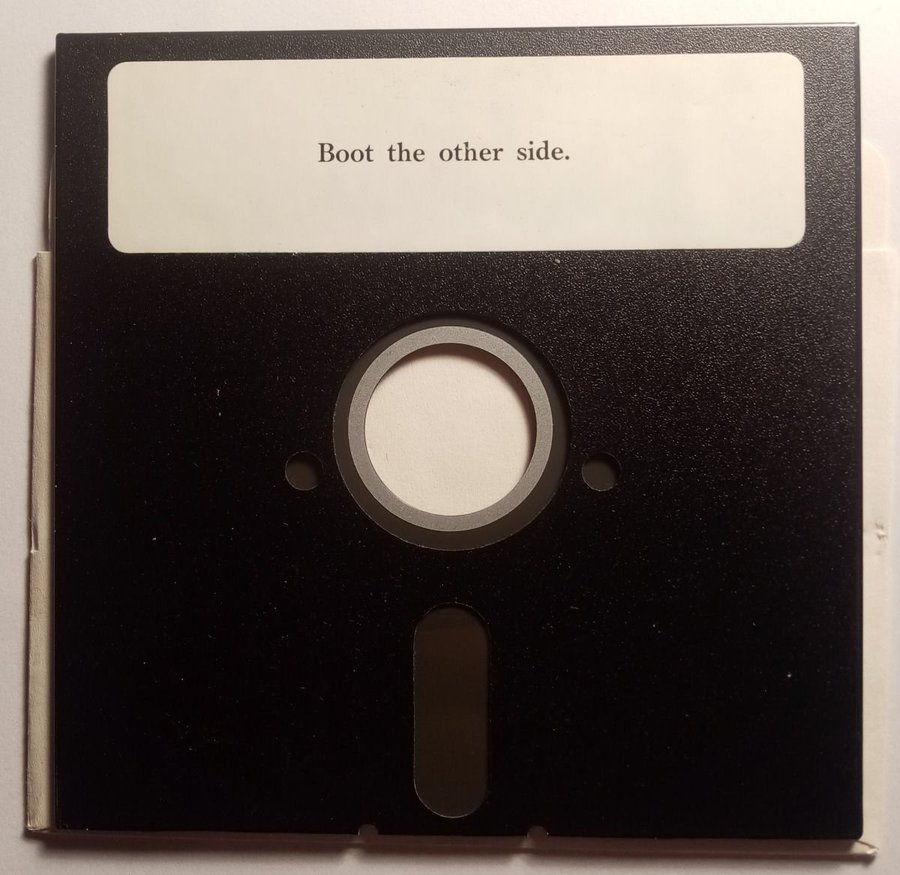 Boot the other side.